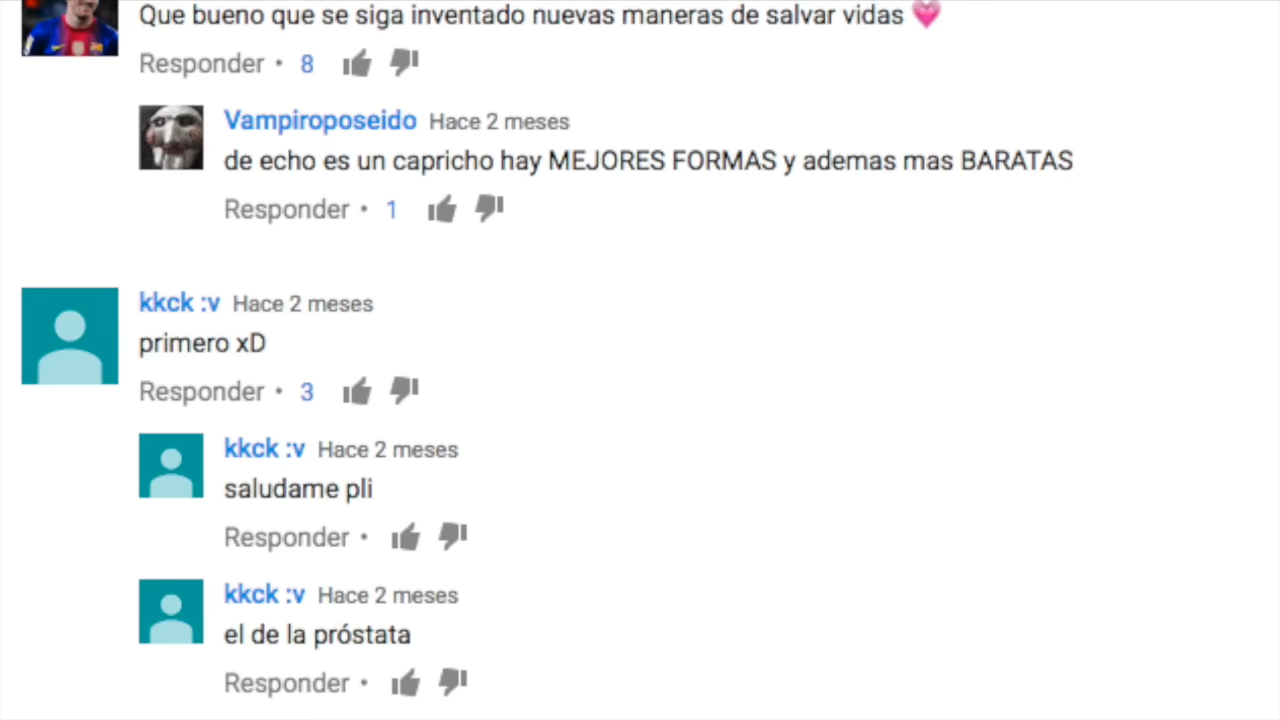 Que bueno que se siga inventado nuevas maneras de salvar vidas 💗
Responder • 8
Vampiroposeido Hace 2 meses
de echo es un capricho hay MEJORES FORMAS y ademas mas BARATAS
Responder • 1
kkck :v Hace 2 meses
primero xD
Responder • 3
kkck :v Hace 2 meses
saludame pli
Responder •
kkck :v Hace 2 meses
el de la próstata
Responder •